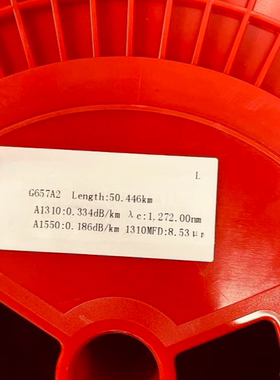 L
G657A2 Length:50.446km
A1310:0.334dB/km λc:1,272.00nm
A1550:0.186dB/km 1310MFD:8.53μ